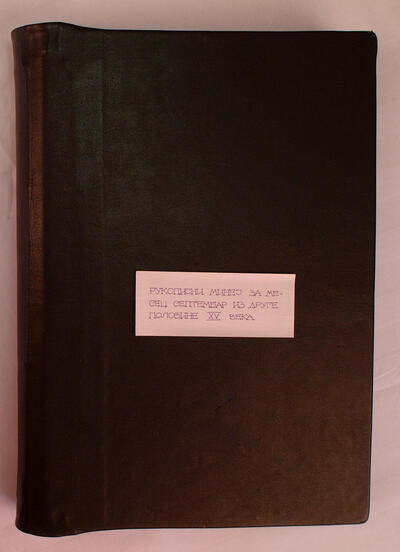 РУКОПИСНИ МИНЕЈ ЗА МЕ-
СЕЦ СЕПТЕМБАР ИЗ ДРУГЕ
ПОЛОВИНЕ XV ВЕКА